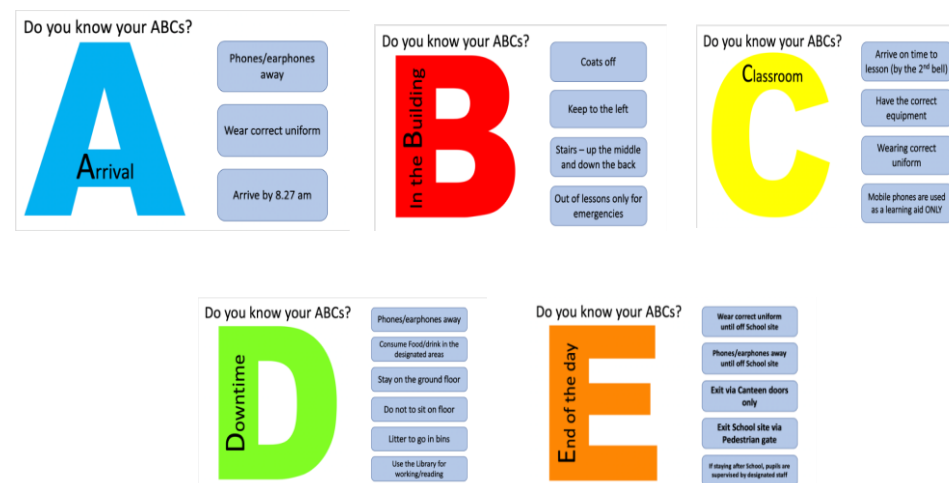 Do you know your ABCs?
Arrival
Phones/earphones
away
Wear correct uniform
Arrive by 8.27 am
Do you know your ABCs?
In the Building
Coats off
Keep to the left
Stairs – up the middle
and down the back
Out of lessons only for
emergencies
Do you know your ABCs?
Classroom
Arrive on time to
lesson (by the 2nd bell)
Have the correct
equipment
Wearing correct
uniform
Mobile phones are used
as a learning aid ONLY
Do you know your ABCs?
Downtime
Phones/earphones away
Consume Food/drink in the
designated areas
Stay on the ground floor
Do not to sit on floor
Litter to go in bins
Use the Library for
working/reading
Do you know your ABCs?
End of the day
Wear correct uniform
until off School site
Phones/earphones away
until off School site
Exit via Canteen doors
only
Exit School site via
Pedestrian gate
If staying after School, pupils are
supervised by designated staff